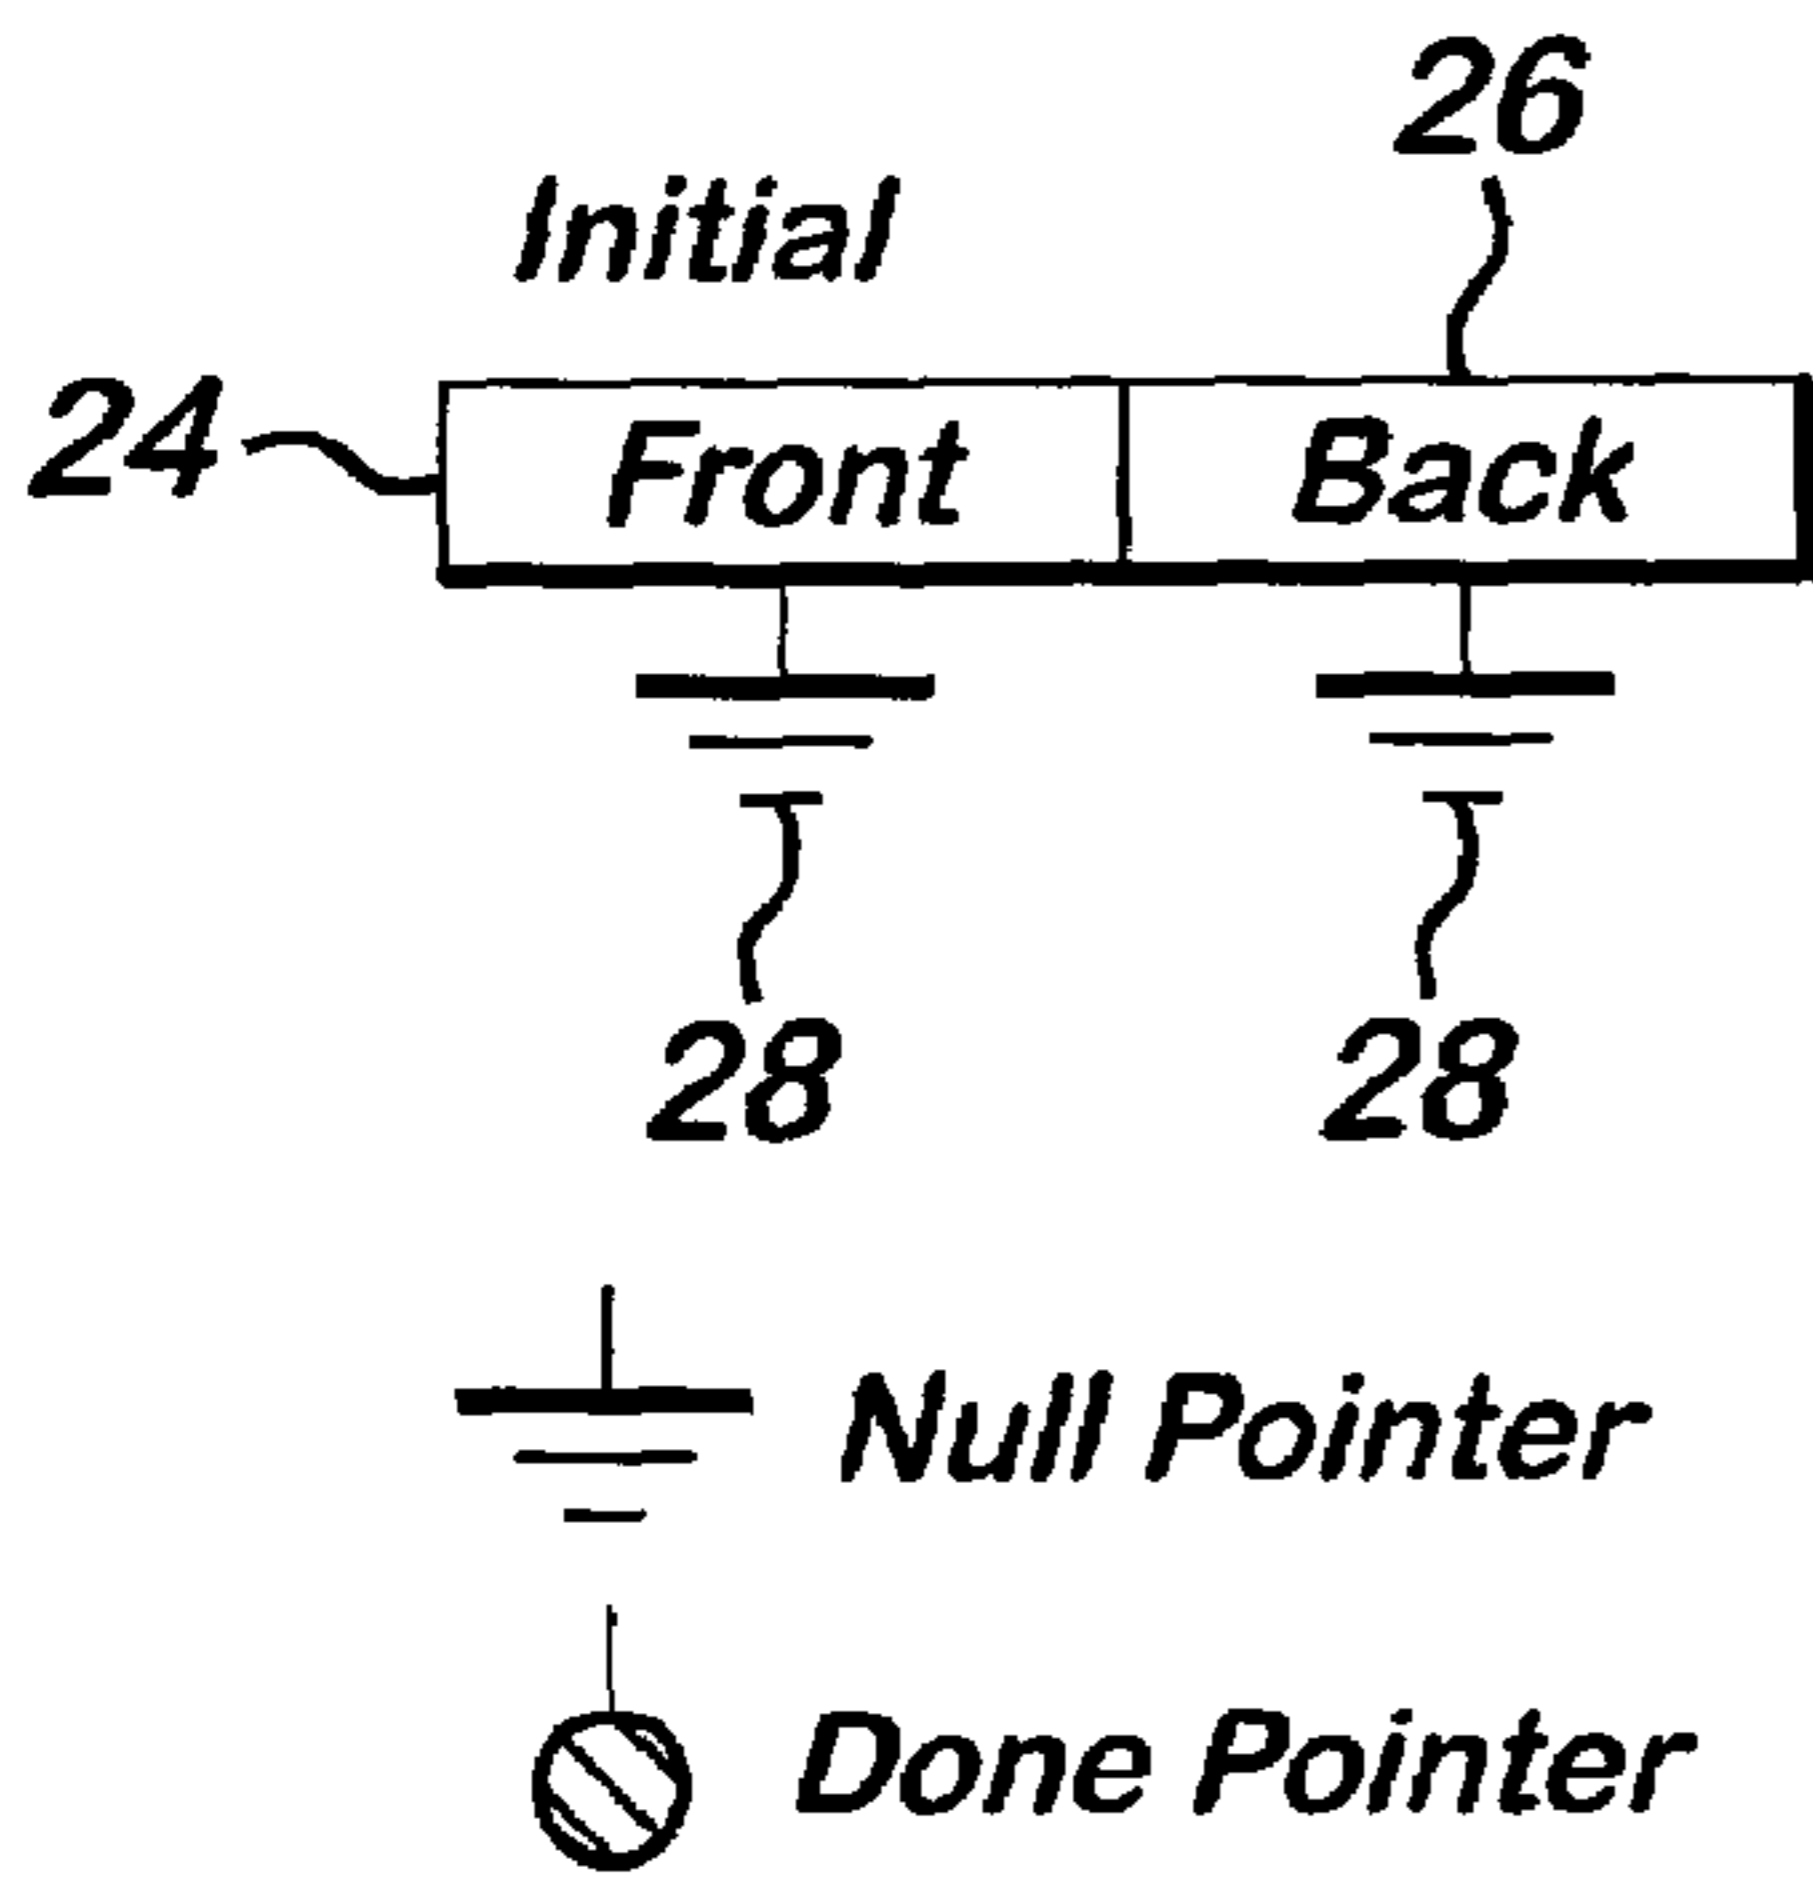 26
Initial
24 Front Back
28 28
Null Pointer
Done Pointer